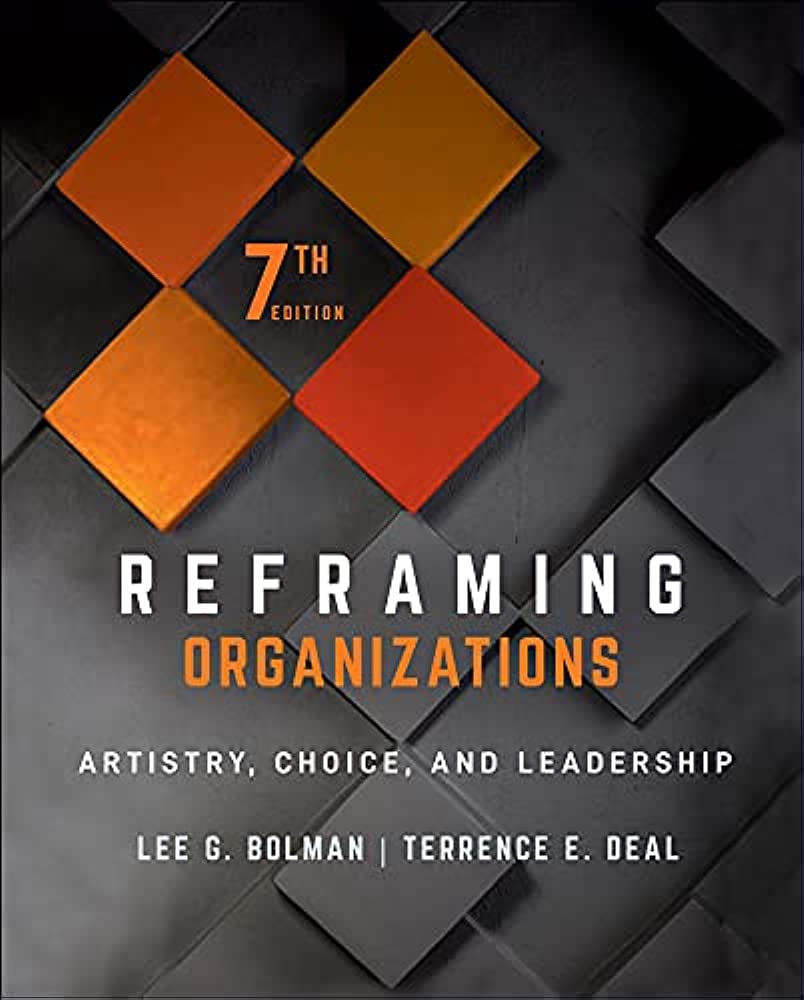 7TH
EDITION
REFRAMING
ORGANIZATIONS
ARTISTRY, CHOICE, AND LEADERSHIP
LEE G. BOLMAN | TERRENCE E. DEAL